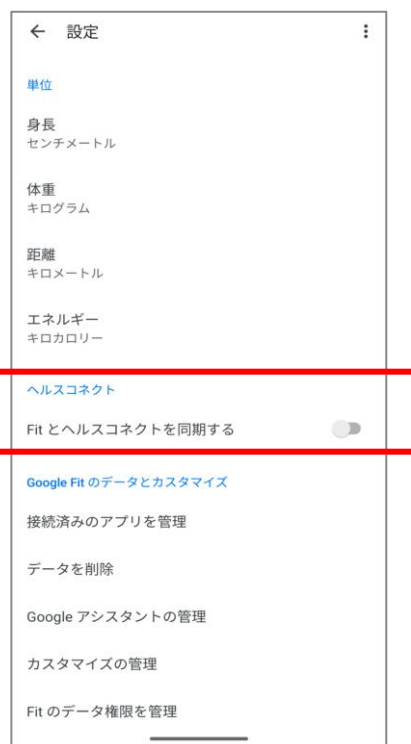 設定
単位
身長
センチメートル
体重
キログラム
距離
キロメートル
エネルギー
キロカロリー
ヘルスコネクト
Fit とヘルスコネクトを同期する
Google Fit のデータとカスタマイズ
接続済みのアプリを管理
データを削除
Google アシスタントの管理
カスタマイズの管理
Fit のデータ権限を管理